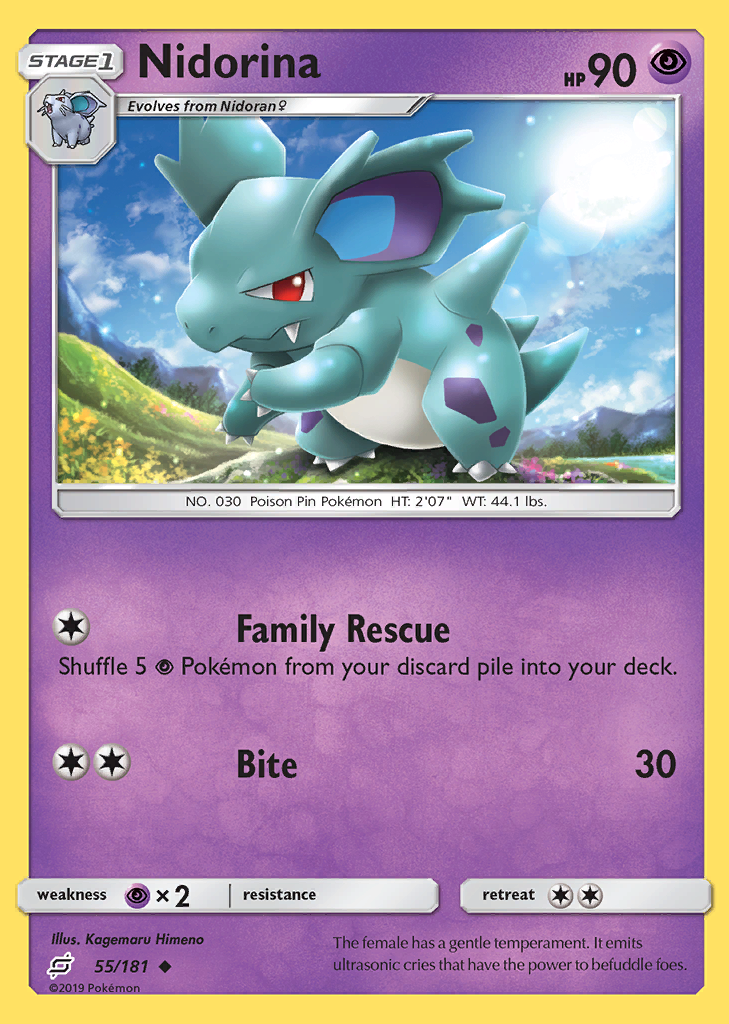 STAGE1 Nidorina HP90
Evolves from Nidoran♀
NO. 030 Poison Pin Pokémon HT: 2'07" WT: 44.1 lbs.
Family Rescue
Shuffle 5 Pokémon from your discard pile into your deck.
Bite 30
weakness ×2 resistance retreat
Illus. Kagemaru Himeno
The female has a gentle temperament. It emits
55/181
ultrasonic cries that have the power to befuddle foes.
©2019 Pokémon